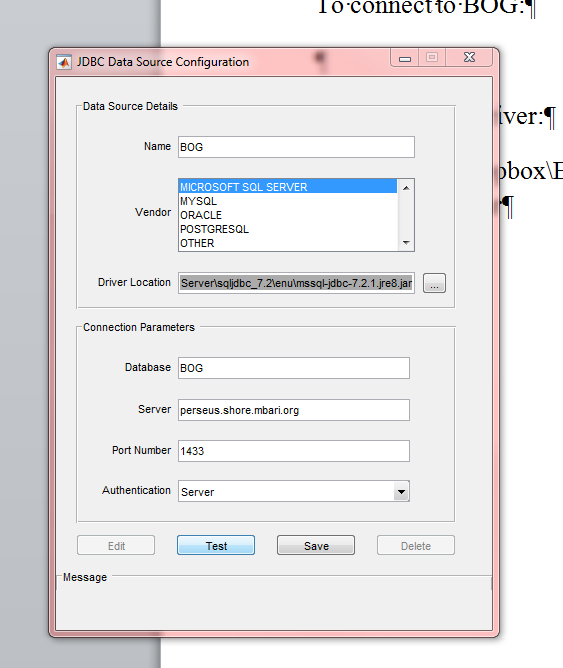 To·connect·to·BOG:¶
JDBC Data Source Configuration
¶
Data Source Details
iver:¶
Name
BOG
pbox\E
MICROSOFT SQL SERVER
MYSQL
Vendor
ORACLE
¶
POSTGRESQL
OTHER
Driver Location
Server\sqljdbc_7.2\enu\mssql-jdbc-7.2.1.jre8.jar
...
Connection Parameters
Database
BOG
Server
perseus.shore.mbari.org
Port Number
1433
Authentication
Server
Edit
Test
Save
Delete
Message